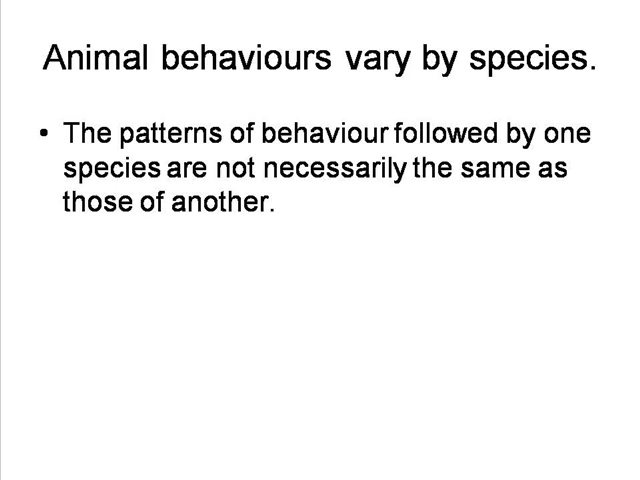 Animal behaviours vary by species.
• The patterns of behaviour followed by one
species are not necessarily the same as
those of another.